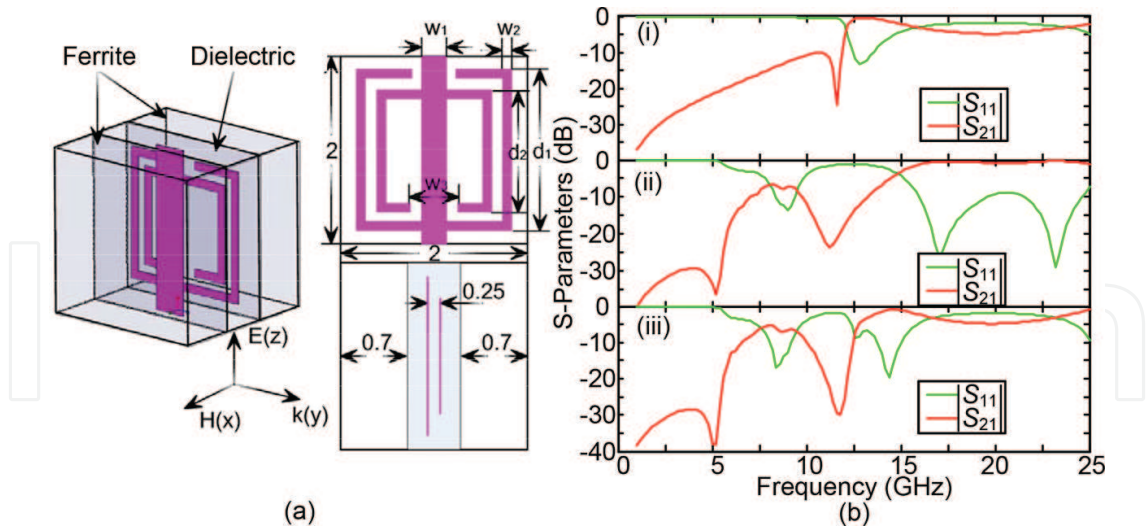 (a)
Ferrite
Dielectric
E(z)
H(x)
k(y)
w1
w2
2
w3
d2
d1
2
0.25
0.7
0.7
(a)
(b)
S-Parameters (dB)
0
-10
-20
-30
(i)
|S11|
|S21|
0
-10
-20
-30
(ii)
|S11|
|S21|
0
-10
-20
-30
-40
(iii)
|S11|
|S21|
0
5
10
15
20
25
Frequency (GHz)
(b)